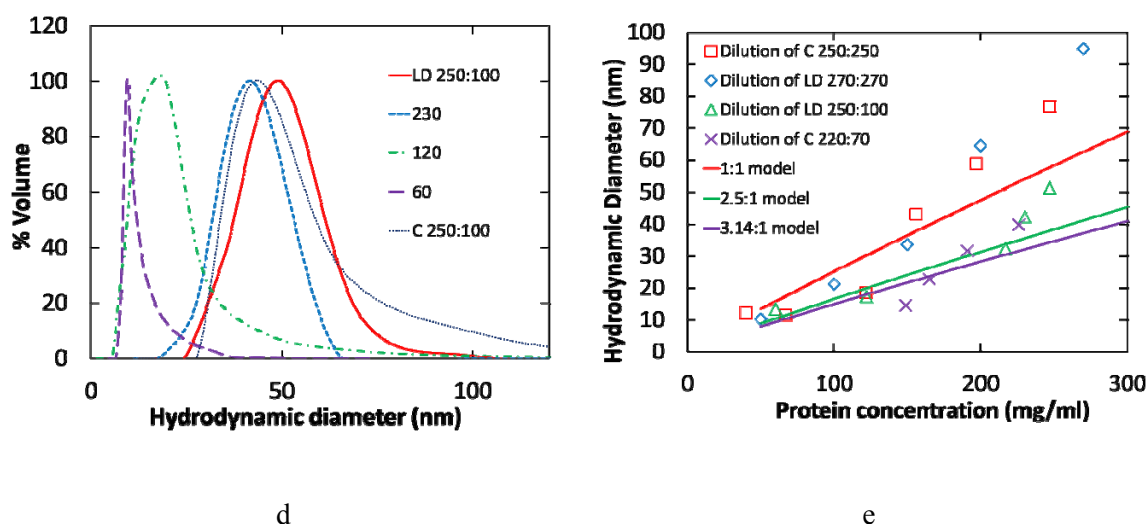 120
100
80
60
40
20
0
% Volume
0
50
100
Hydrodynamic diameter (nm)
LD 250:100
230
120
60
C 250:100
d
100
90
80
70
60
50
40
30
20
10
0
Hydrodynamic Diameter (nm)
0
100
200
300
Protein concentration (mg/ml)
Dilution of C 250:250
Dilution of LD 270:270
Dilution of LD 250:100
Dilution of C 220:70
1:1 model
2.5:1 model
3.14:1 model
e